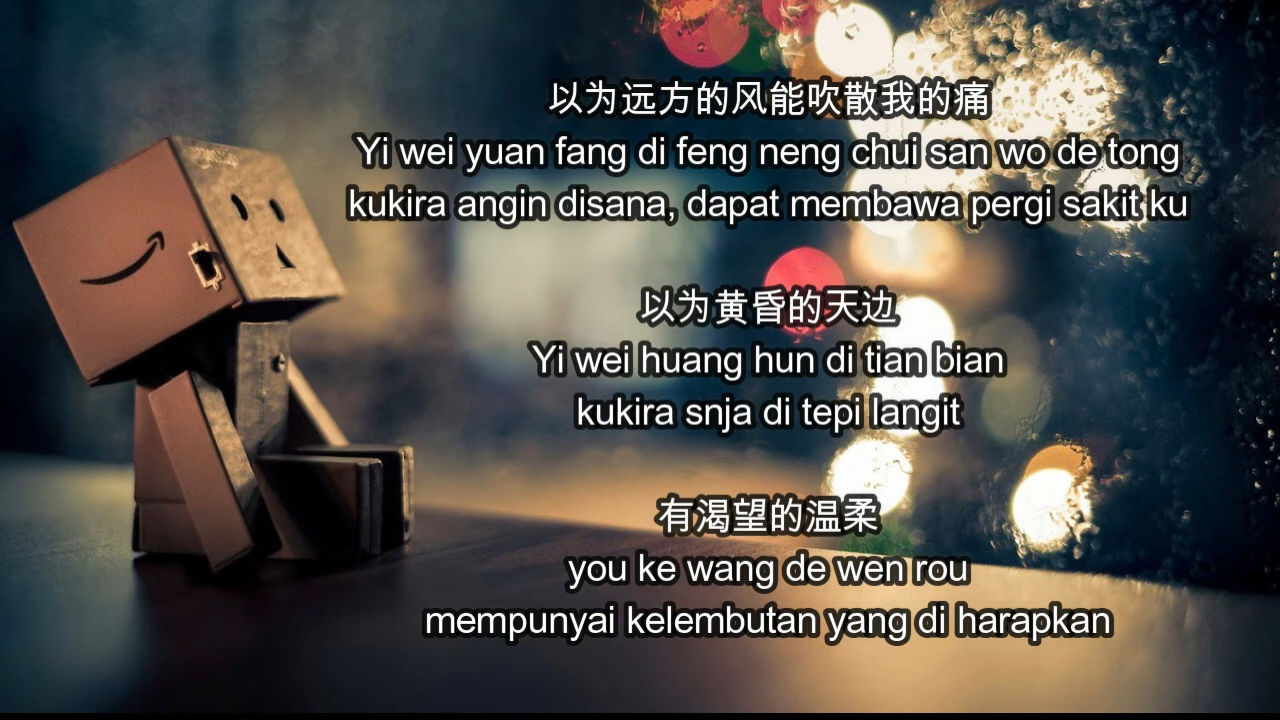 以为远方的风能吹散我的痛
Yi wei yuan fang di feng neng chui san wo de tong
kukira angin disana, dapat membawa pergi sakit ku
以为黄昏的天边
Yi wei huang hun di tian bian
kukira snja di tepi langit
有渴望的温柔
you ke wang de wen rou
mempunyai kelembutan yang di harapkan